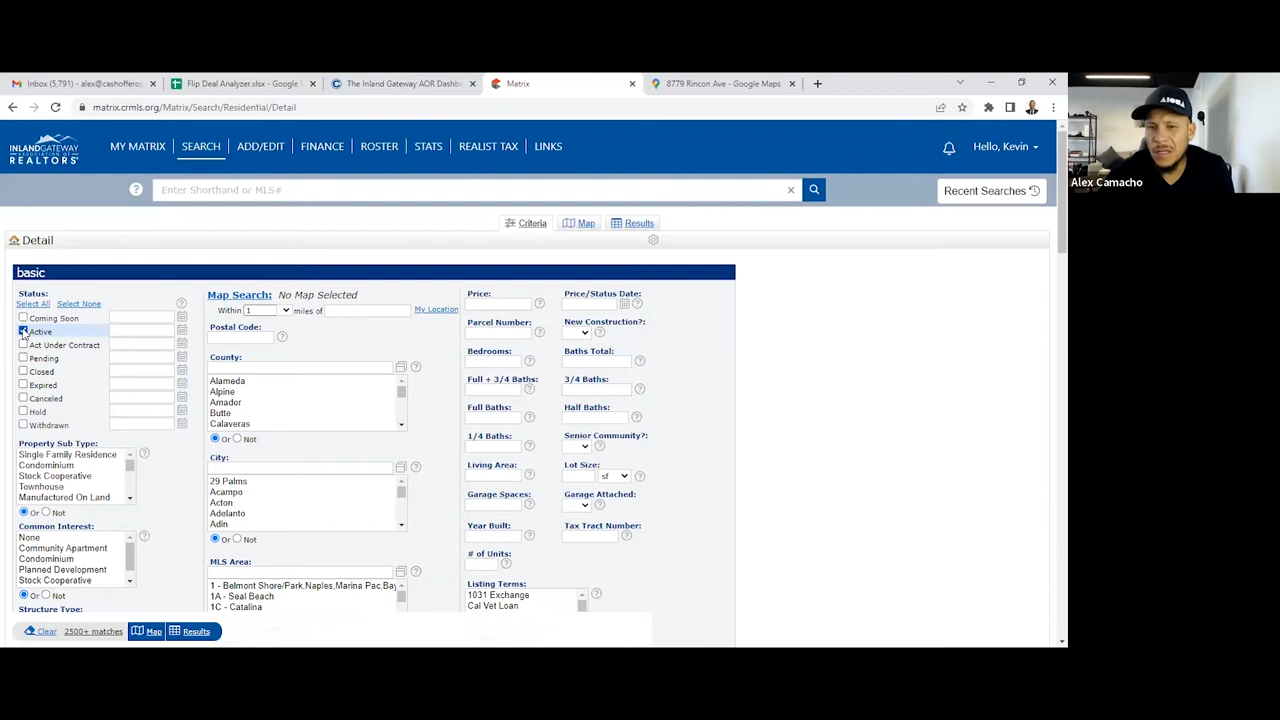 Inbox (5,791) - alex@cashofferop
Flip Deal Analyzer.xlsx - Google
The Inland Gateway AOR Dashbo
Matrix
8779 Rincon Ave - Google Maps
matrix.crmls.org/Matrix/Search/Residential/Detail
INLANDGATEWAY
REALTORS®
MY MATRIX
SEARCH
ADD/EDIT
FINANCE
ROSTER
STATS
REALIST TAX
LINKS
Hello, Kevin
Alex Camacho
Enter Shorthand or MLS#
Recent Searches
Criteria
Map
Results
Detail
basic
Status:
Select All
Select None
Coming Soon
Active
Act Under Contract
Pending
Closed
Expired
Canceled
Hold
Withdrawn
Property Sub Type:
Single Family Residence
Condominium
Stock Cooperative
Townhouse
Manufactured On Land
Or
Not
Common Interest:
None
Community Apartment
Condominium
Planned Development
Stock Cooperative
Or
Not
Structure Type:
Map Search: No Map Selected
Within 1 miles of
My Location
Postal Code:
County:
Alameda
Alpine
Amador
Butte
Calaveras
Or
Not
City:
29 Palms
Acampo
Acton
Adelanto
Adin
Or
Not
MLS Area:
1 - Belmont Shore/Park,Naples,Marina Pac,Bay
1A - Seal Beach
1C - Catalina
Price:
Price/Status Date:
Parcel Number:
New Construction?:
Bedrooms:
Baths Total:
Full + 3/4 Baths:
3/4 Baths:
Full Baths:
Half Baths:
1/4 Baths:
Senior Community?:
Living Area:
Lot Size:
sf
Garage Spaces:
Garage Attached:
Year Built:
Tax Tract Number:
# of Units:
Listing Terms:
1031 Exchange
Cal Vet Loan
Clear
2500+ matches
Map
Results